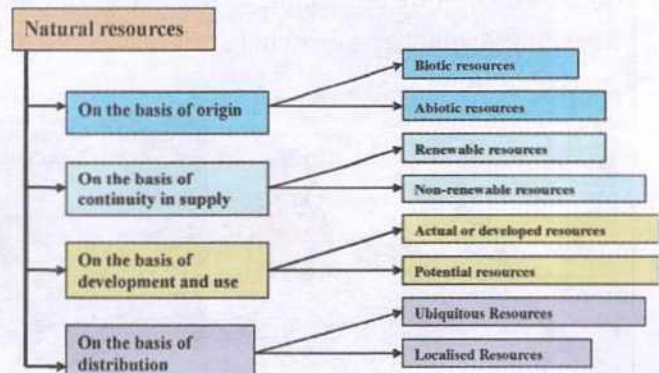 Natural resources
On the basis of origin
Biotic resources
Abiotic resources
On the basis of
continuity in supply
Renewable resources
Non-renewable resources
On the basis of
development and use
Actual or developed resources
Potential resources
On the basis of
distribution
Ubiquitous Resources
Localised Resources